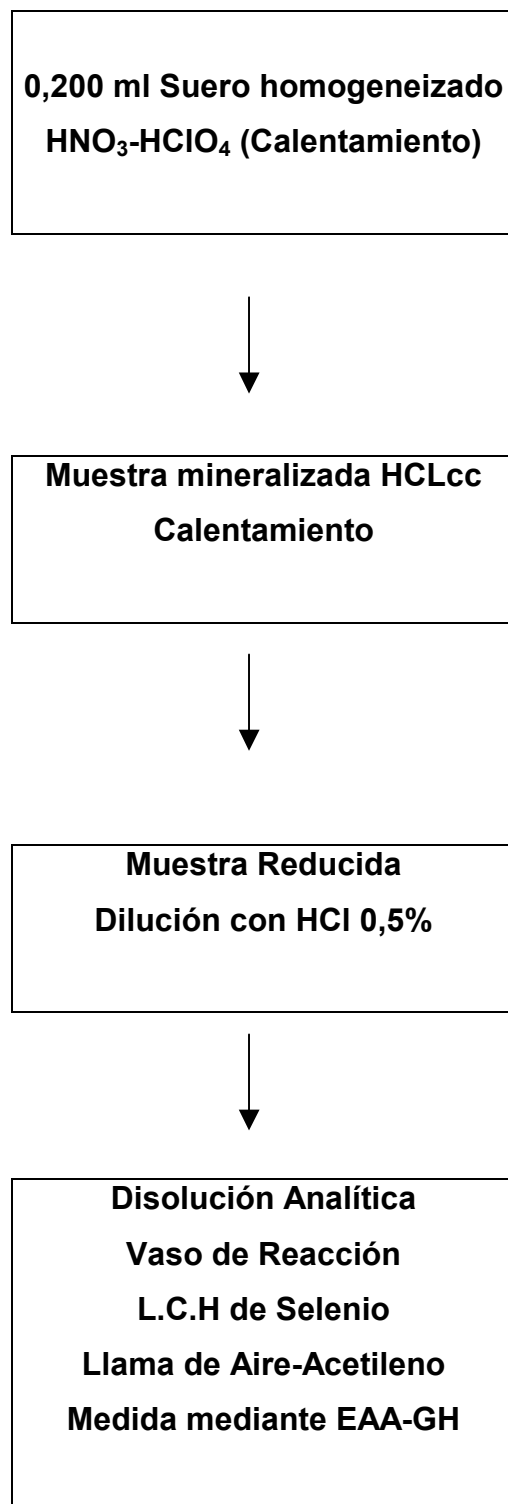 0,200 ml Suero homogeneizado
HNO₃-HClO₄ (Calentamiento)
Muestra mineralizada HCLcc
Calentamiento
Muestra Reducida
Dilución con HCl 0,5%
Disolución Analítica
Vaso de Reacción
L.C.H de Selenio
Llama de Aire-Acetileno
Medida mediante EAA-GH